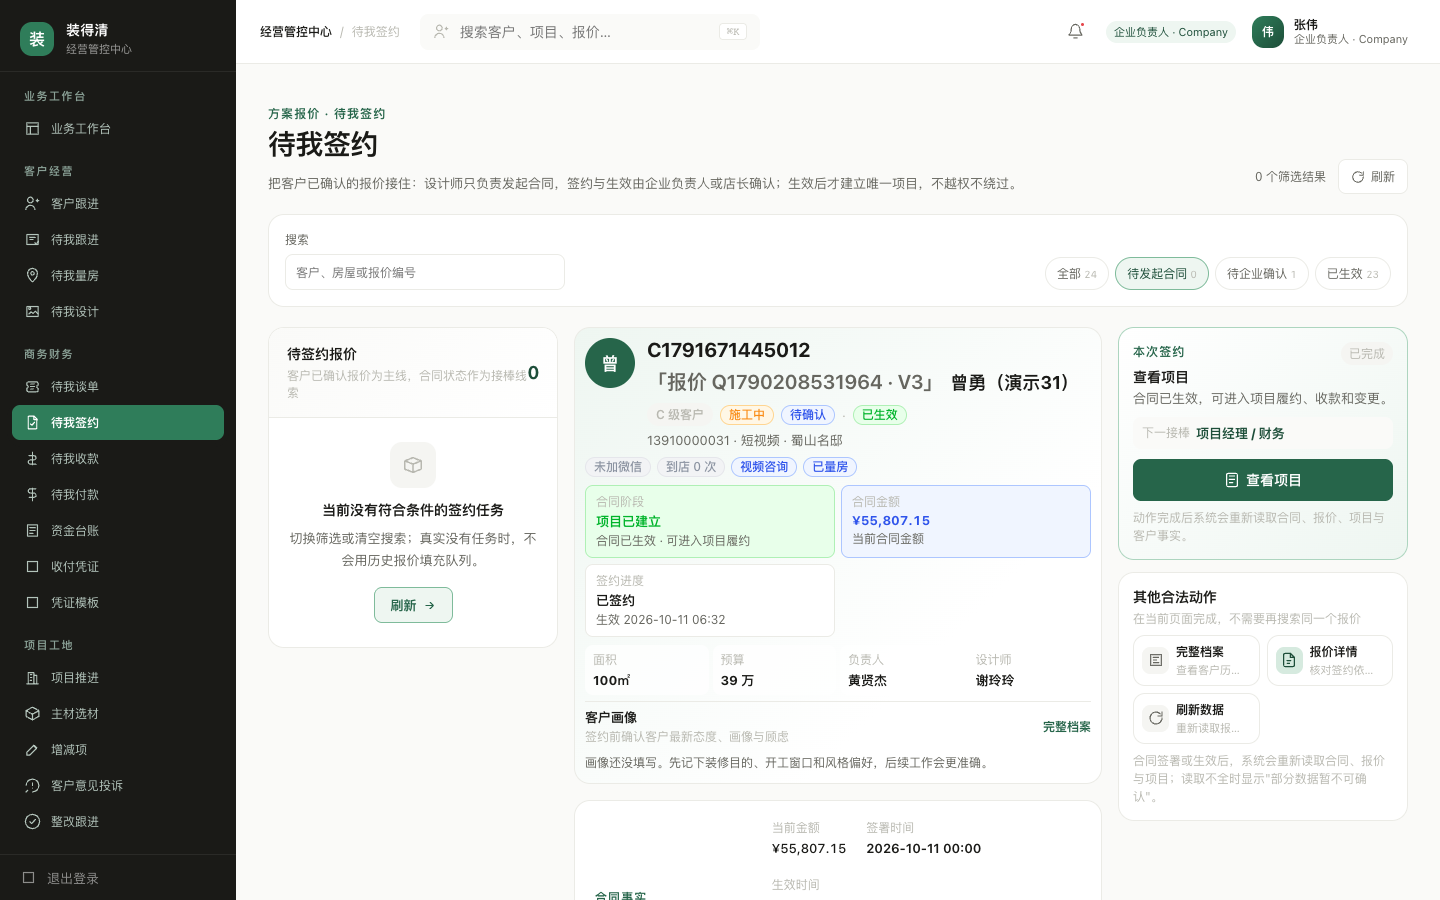 装 装得清
经营管控中心
业务工作台
业务工作台
客户经营
客户跟进
待我跟进
待我量房
待我设计
商务财务
待我谈单
待我签约
待我收款
待我付款
资金台账
收付凭证
凭证模板
项目工地
项目推进
主材选材
增减项
客户意见投诉
整改跟进
退出登录
经营管控中心 / 待我签约
搜索客户、项目、报价... ⌘K
企业负责人 · Company
伟 张伟
企业负责人 · Company
方案报价 · 待我签约
待我签约
把客户已确认的报价接住：设计师只负责发起合同，签约与生效由企业负责人或店长确认；生效后才建立唯一项目，不越权不绕过。
0 个筛选结果 刷新
搜索
客户、房屋或报价编号
全部 24 待发起合同 0 待企业确认 1 已生效 23
待签约报价
客户已确认报价为主线，合同状态作为接棒线索
0
当前没有符合条件的签约任务
切换筛选或清空搜索；真实没有任务时，不
会用历史报价填充队列。
刷新 →
曾 C1791671445012
「报价 Q1790208531964 · V3」 曾勇（演示31）
C 级客户 施工中 待确认 · 已生效
13910000031 · 短视频 · 蜀山名邸
未加微信 到店 0 次 视频咨询 已量房
合同阶段
项目已建立
合同已生效 · 可进入项目履约
合同金额
¥55,807.15
当前合同金额
签约进度
已签约
生效 2026-10-11 06:32
面积 预算 负责人 设计师
100㎡ 39 万 黄贤杰 谢玲玲
客户画像
签约前确认客户最新态度、画像与顾虑
完整档案
画像还没填写。先记下装修目的、开工窗口和风格偏好，后续工作会更准确。
当前金额 签署时间
¥55,807.15 2026-10-11 00:00
生效时间
合同事实
本次签约 已完成
查看项目
合同已生效，可进入项目履约、收款和变更。
下一接棒 项目经理 / 财务
查看项目
动作完成后系统会重新读取合同、报价、项目与
客户事实。
其他合法动作
在当前页面完成，不需要再搜索同一个报价
完整档案
查看客户历...
报价详情
核对签约依...
刷新数据
重新读取报...
合同签署或生效后，系统会重新读取合同、报价
与项目；读取不全时显示"部分数据暂不可确
认"。